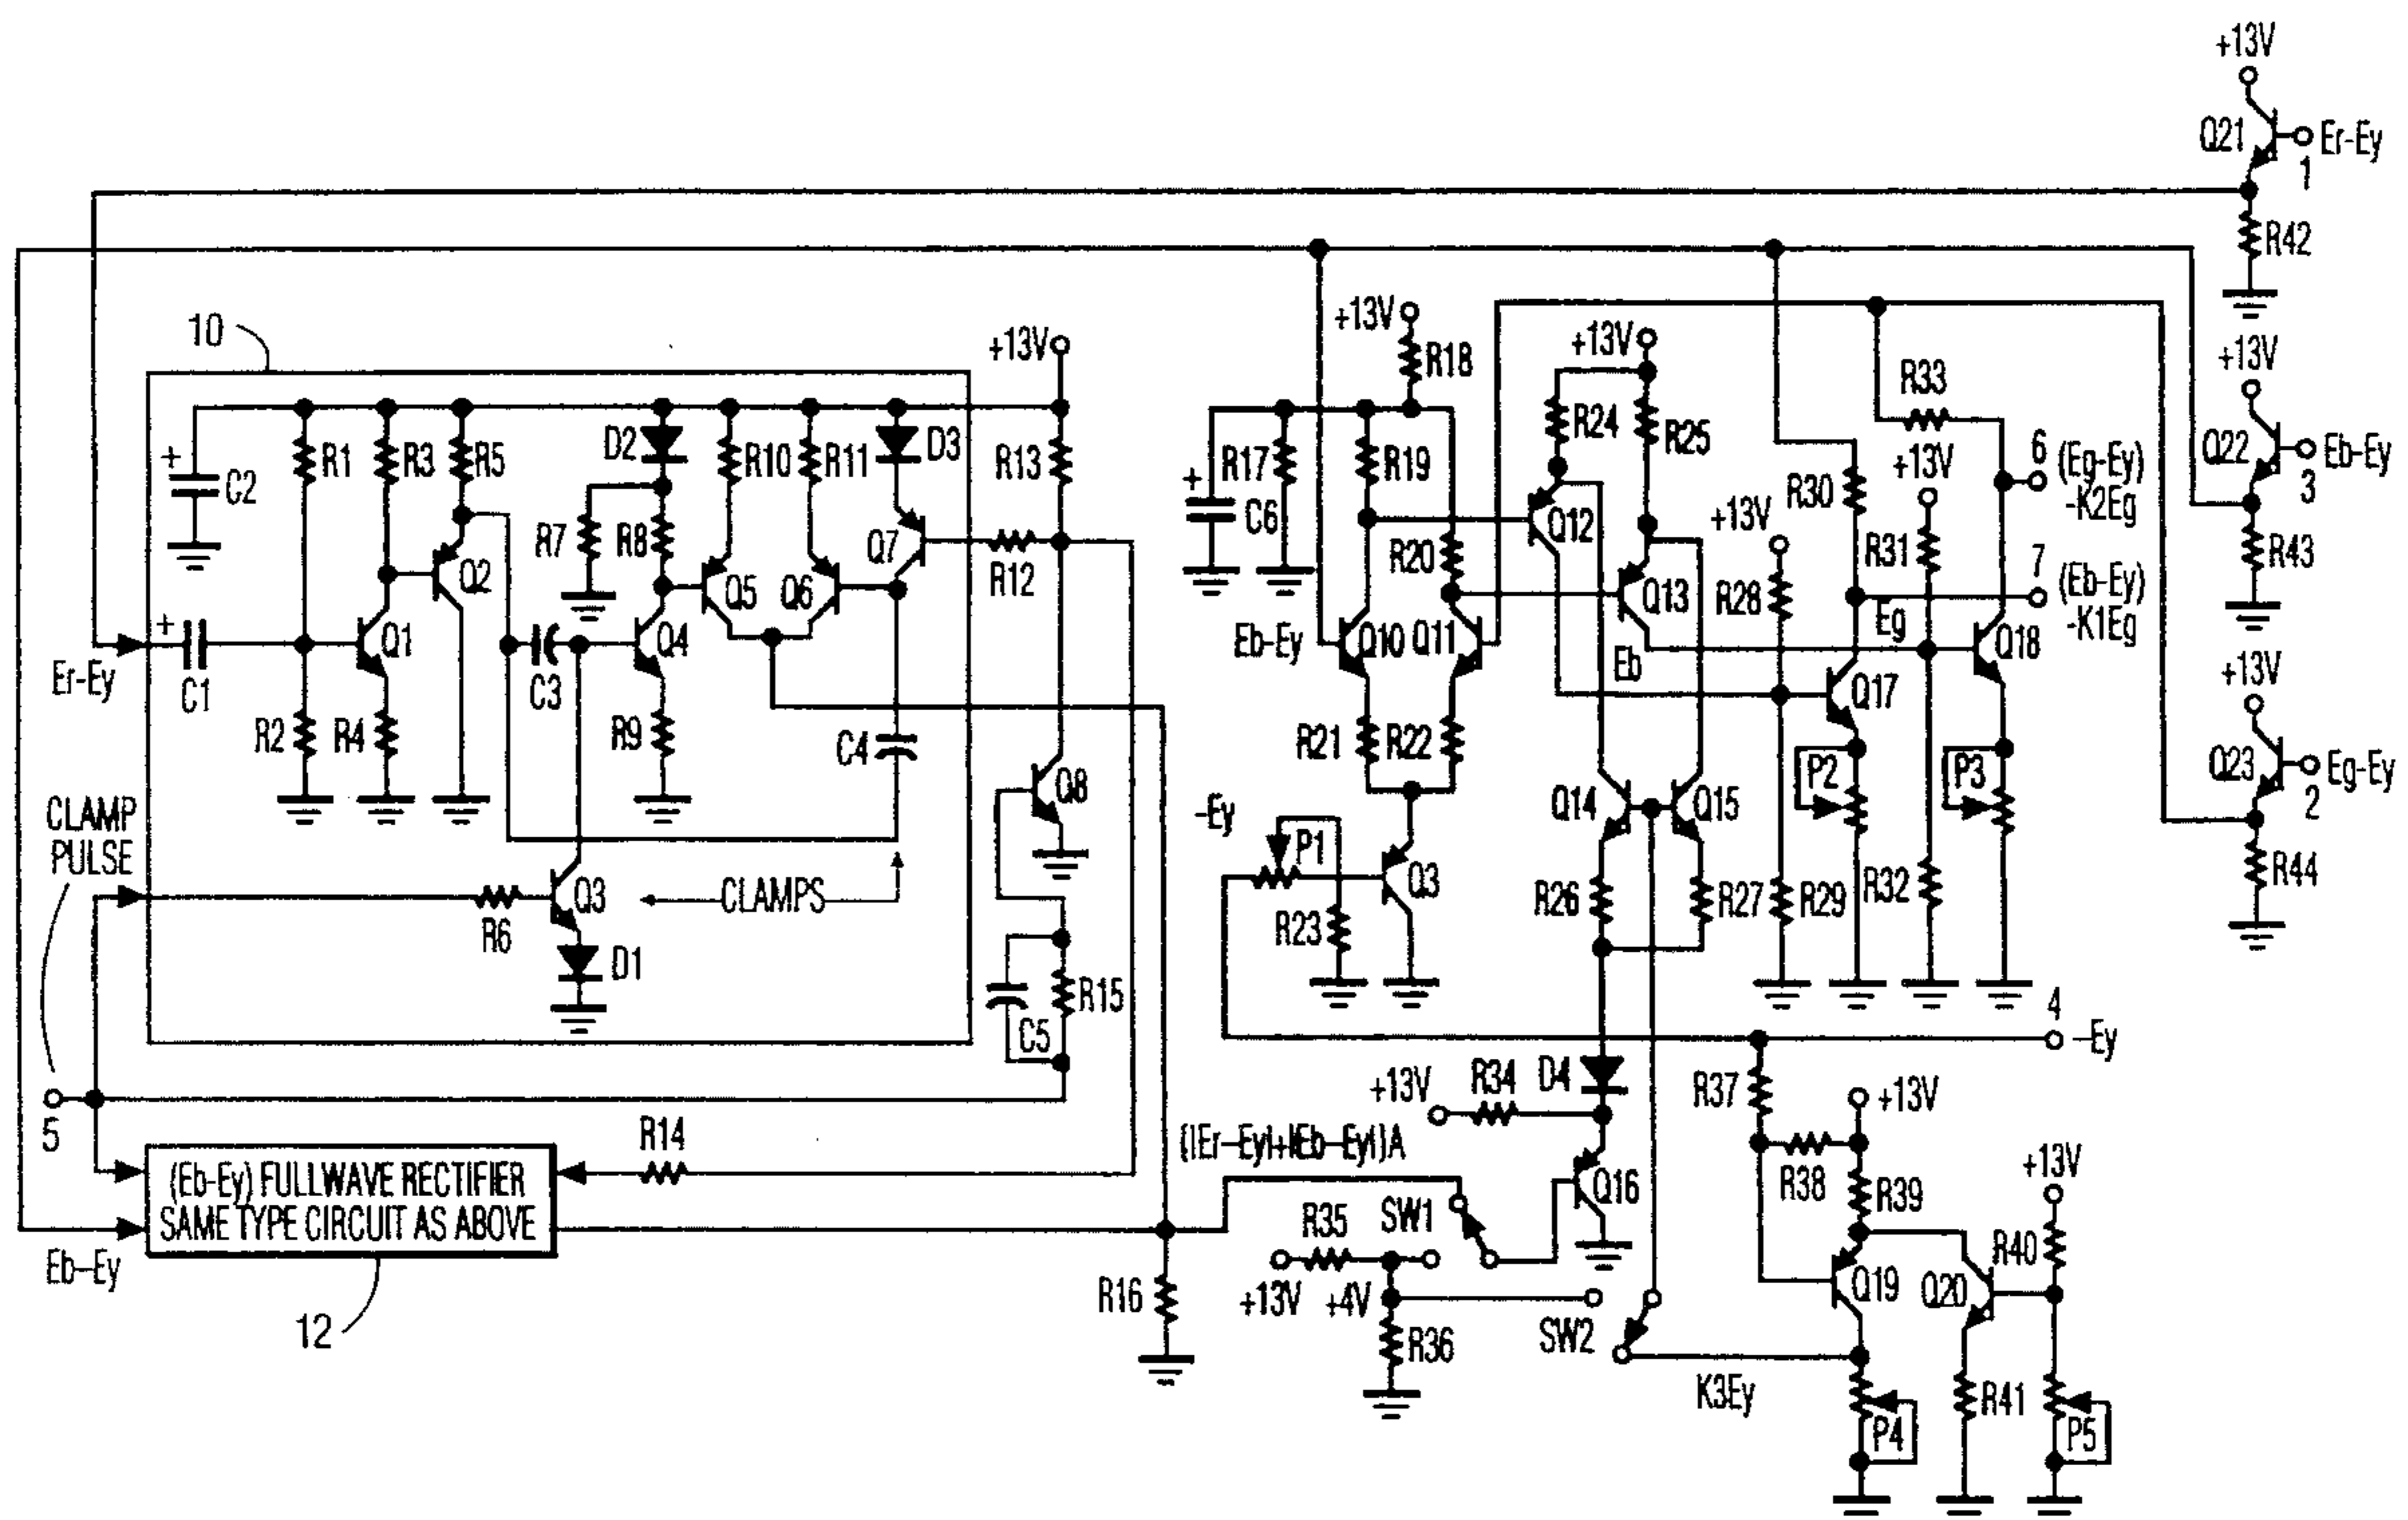 +13V
Q21
Er-Ey
1
R42
10
+13V
+13V
R18
+13V
R33
+13V
R1
R3
R5
D2
R10
R11
D3
R13
+
C2
R7
R8
Q7
R12
Q2
Q5
Q6
+
R17
C6
R19
R24
R25
Q12
R20
Q13
+13V
R28
R30
+13V
R31
6
(Eg-Ey)
-K2Eg
7
(Eb-Ey)
-K1Eg
Q22
Eb-Ey
3
R43
+
Er-Ey
C1
Q1
C3
Q4
R2
R4
R9
C4
Eb-Ey
Q10
Q11
Eb
Eg
Q17
Q18
+13V
Q23
Eg-Ey
2
R44
CLAMP
PULSE
R21
R22
Q8
-Ey
P1
Q14
Q15
P2
P3
R6
Q3
CLAMPS
D1
R23
Q3
R26
R27
R29
R32
C5
R15
4
-Ey
5
+13V
R34
D4
R37
+13V
R14
(Eb-Ey) FULLWAVE RECTIFIER
SAME TYPE CIRCUIT AS ABOVE
(|Er-Ey|+|Eb-Ey|)A
Q16
R38
R39
+13V
Eb-Ey
12
R16
R35
SW1
+13V
+4V
R36
SW2
K3Ey
Q19
Q20
R40
P4
R41
P5